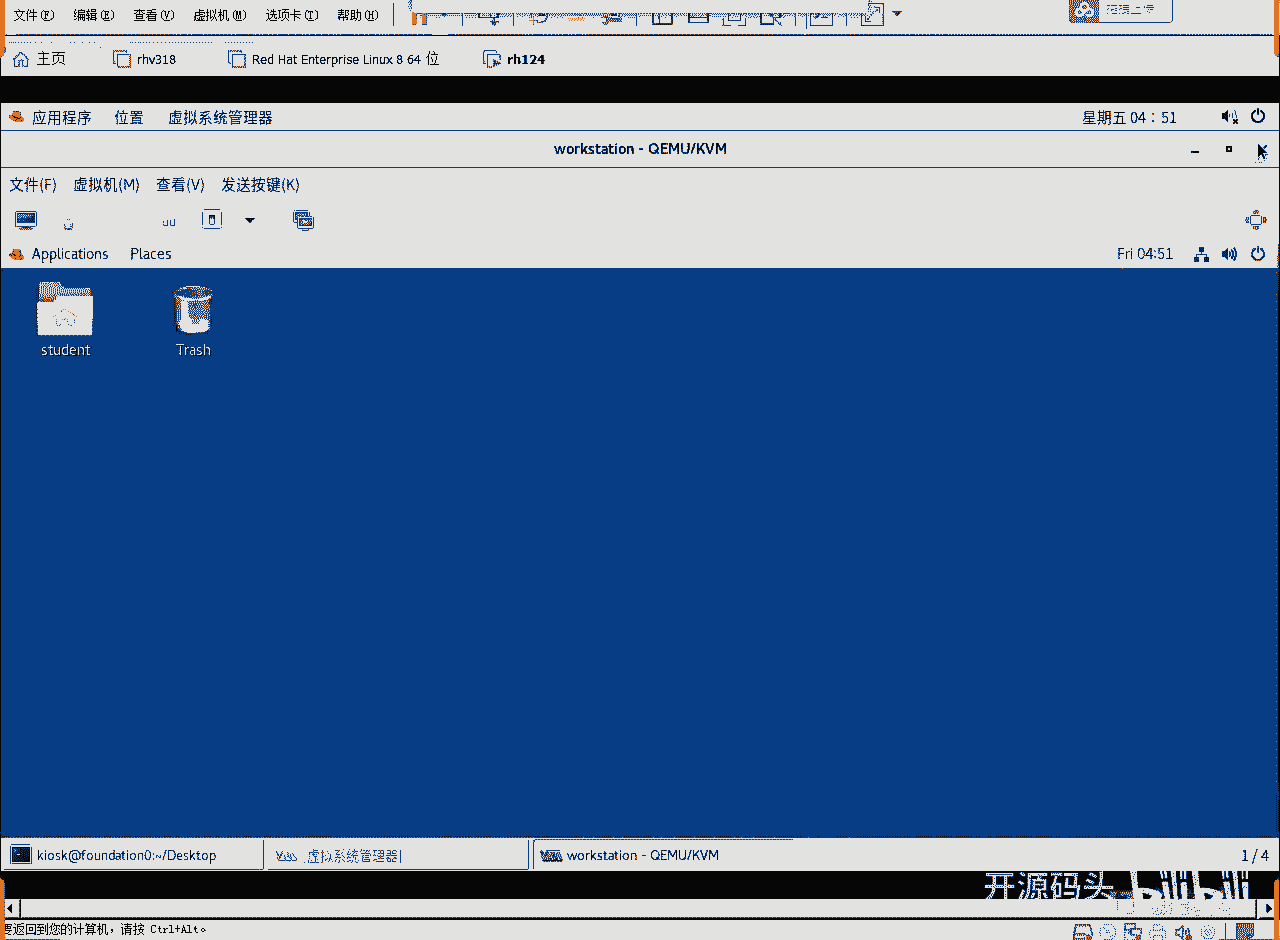 文件(F) 编辑(E) 查看(V) 虚拟机(M) 选项卡(T) 帮助(H)
主页 rhv318 Red Hat Enterprise Linux 8 64 位 rh124
应用程序 位置 虚拟系统管理器 星期五 04：51
workstation - QEMU/KVM
文件(F) 虚拟机(M) 查看(V) 发送按键(K)
Applications Places Fri 04:51
student Trash
kiosk@foundation0:~/Desktop 虚拟系统管理器 workstation - QEMU/KVM 1 / 4
开源码头 bilibili
要返回到您的计算机，请按 Ctrl+Alt。